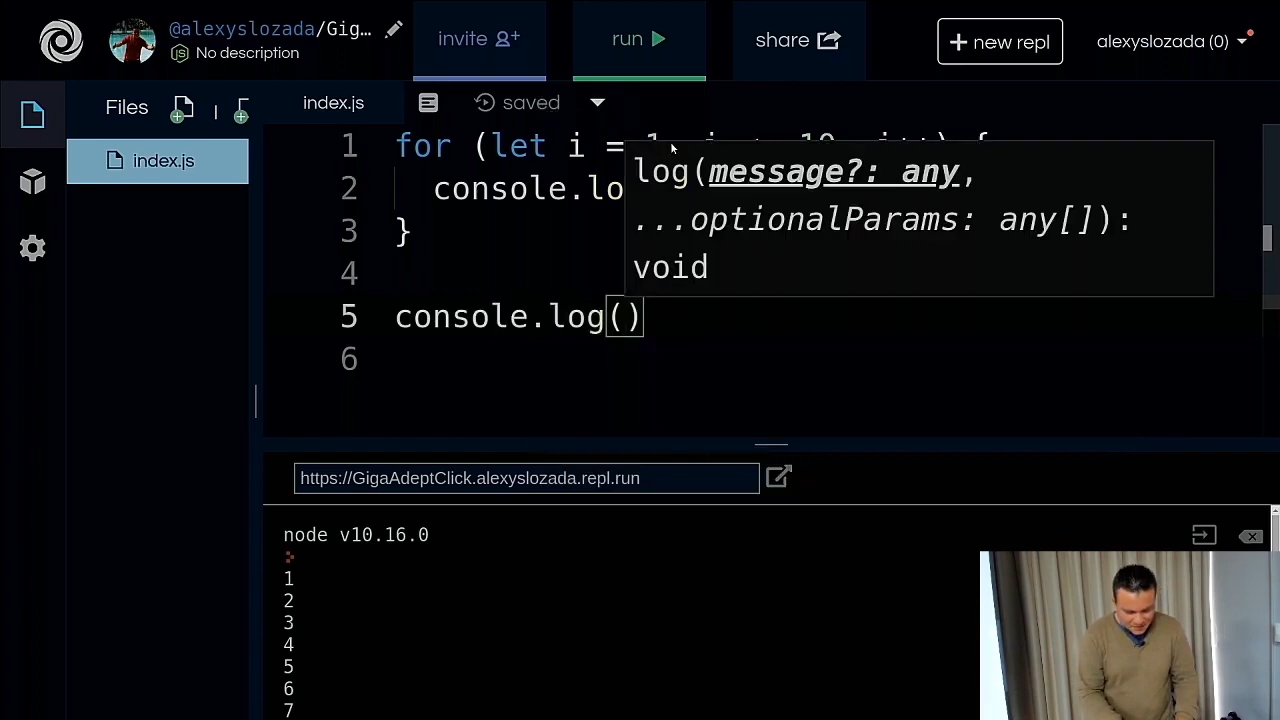 @alexyslozada/Gig...
No description
invite
run
share
+ new repl
alexyslozada (0)
Files
index.js
saved
index.js
1 for (let i =
2 console.lo
3 }
4
5 console.log()
6
log(message?: any,
...optionalParams: any[]):
void
https://GigaAdeptClick.alexyslozada.repl.run
node v10.16.0
1
2
3
4
5
6
7